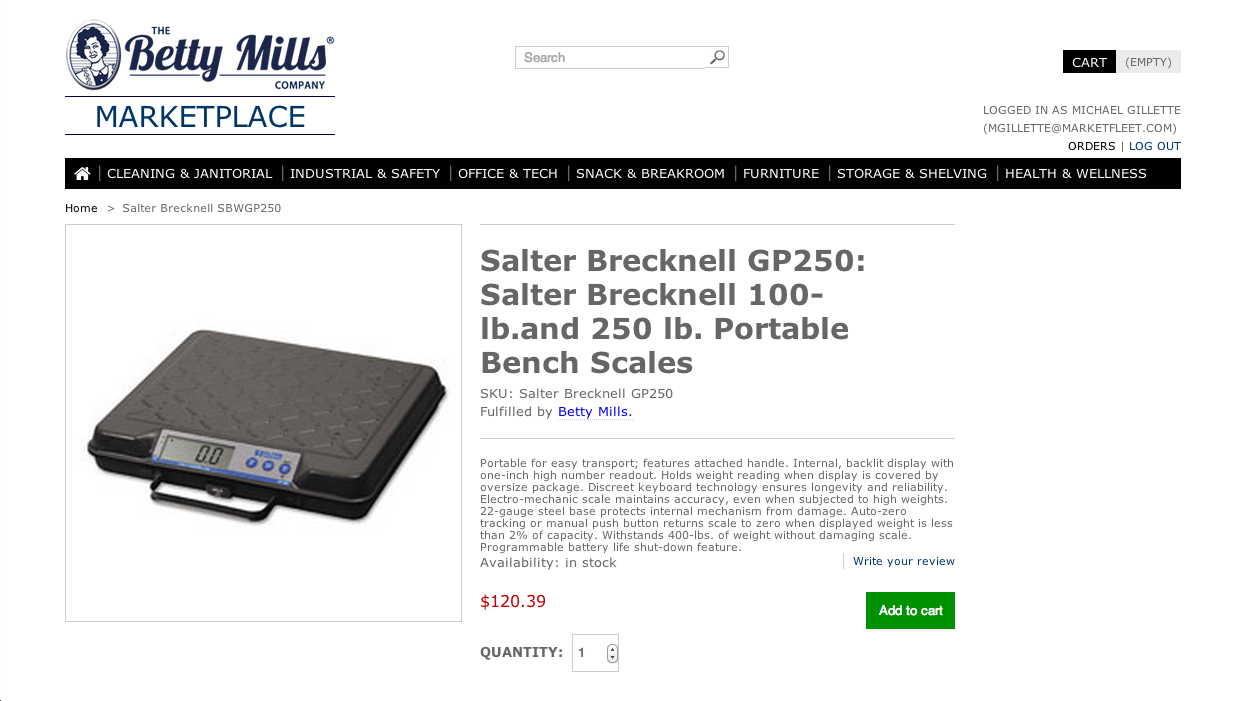 THE
Betty Mills®
COMPANY
MARKETPLACE
Search
CART (EMPTY)
LOGGED IN AS MICHAEL GILLETTE
(MGILLETTE@MARKETFLEET.COM)
ORDERS | LOG OUT
CLEANING & JANITORIAL | INDUSTRIAL & SAFETY | OFFICE & TECH | SNACK & BREAKROOM | FURNITURE | STORAGE & SHELVING | HEALTH & WELLNESS
Home > Salter Brecknell SBWGP250
Salter Brecknell GP250:
Salter Brecknell 100-
lb.and 250 lb. Portable
Bench Scales
SKU: Salter Brecknell GP250
Fulfilled by Betty Mills.
Portable for easy transport; features attached handle. Internal, backlit display with
one-inch high number readout. Holds weight reading when display is covered by
oversize package. Discreet keyboard technology ensures longevity and reliability.
Electro-mechanic scale maintains accuracy, even when subjected to high weights.
22-gauge steel base protects internal mechanism from damage. Auto-zero
tracking or manual push button returns scale to zero when displayed weight is less
than 2% of capacity. Withstands 400-lbs. of weight without damaging scale.
Programmable battery life shut-down feature.
Availability: in stock
Write your review
$120.39
Add to cart
QUANTITY: 1
0.0